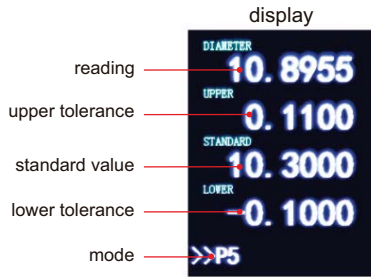 display
DIAMETER
reading 10.8955
UPPER
upper tolerance 0.1100
STANDARD
standard value 10.3000
LOWER
lower tolerance -0.1000
mode >>P5